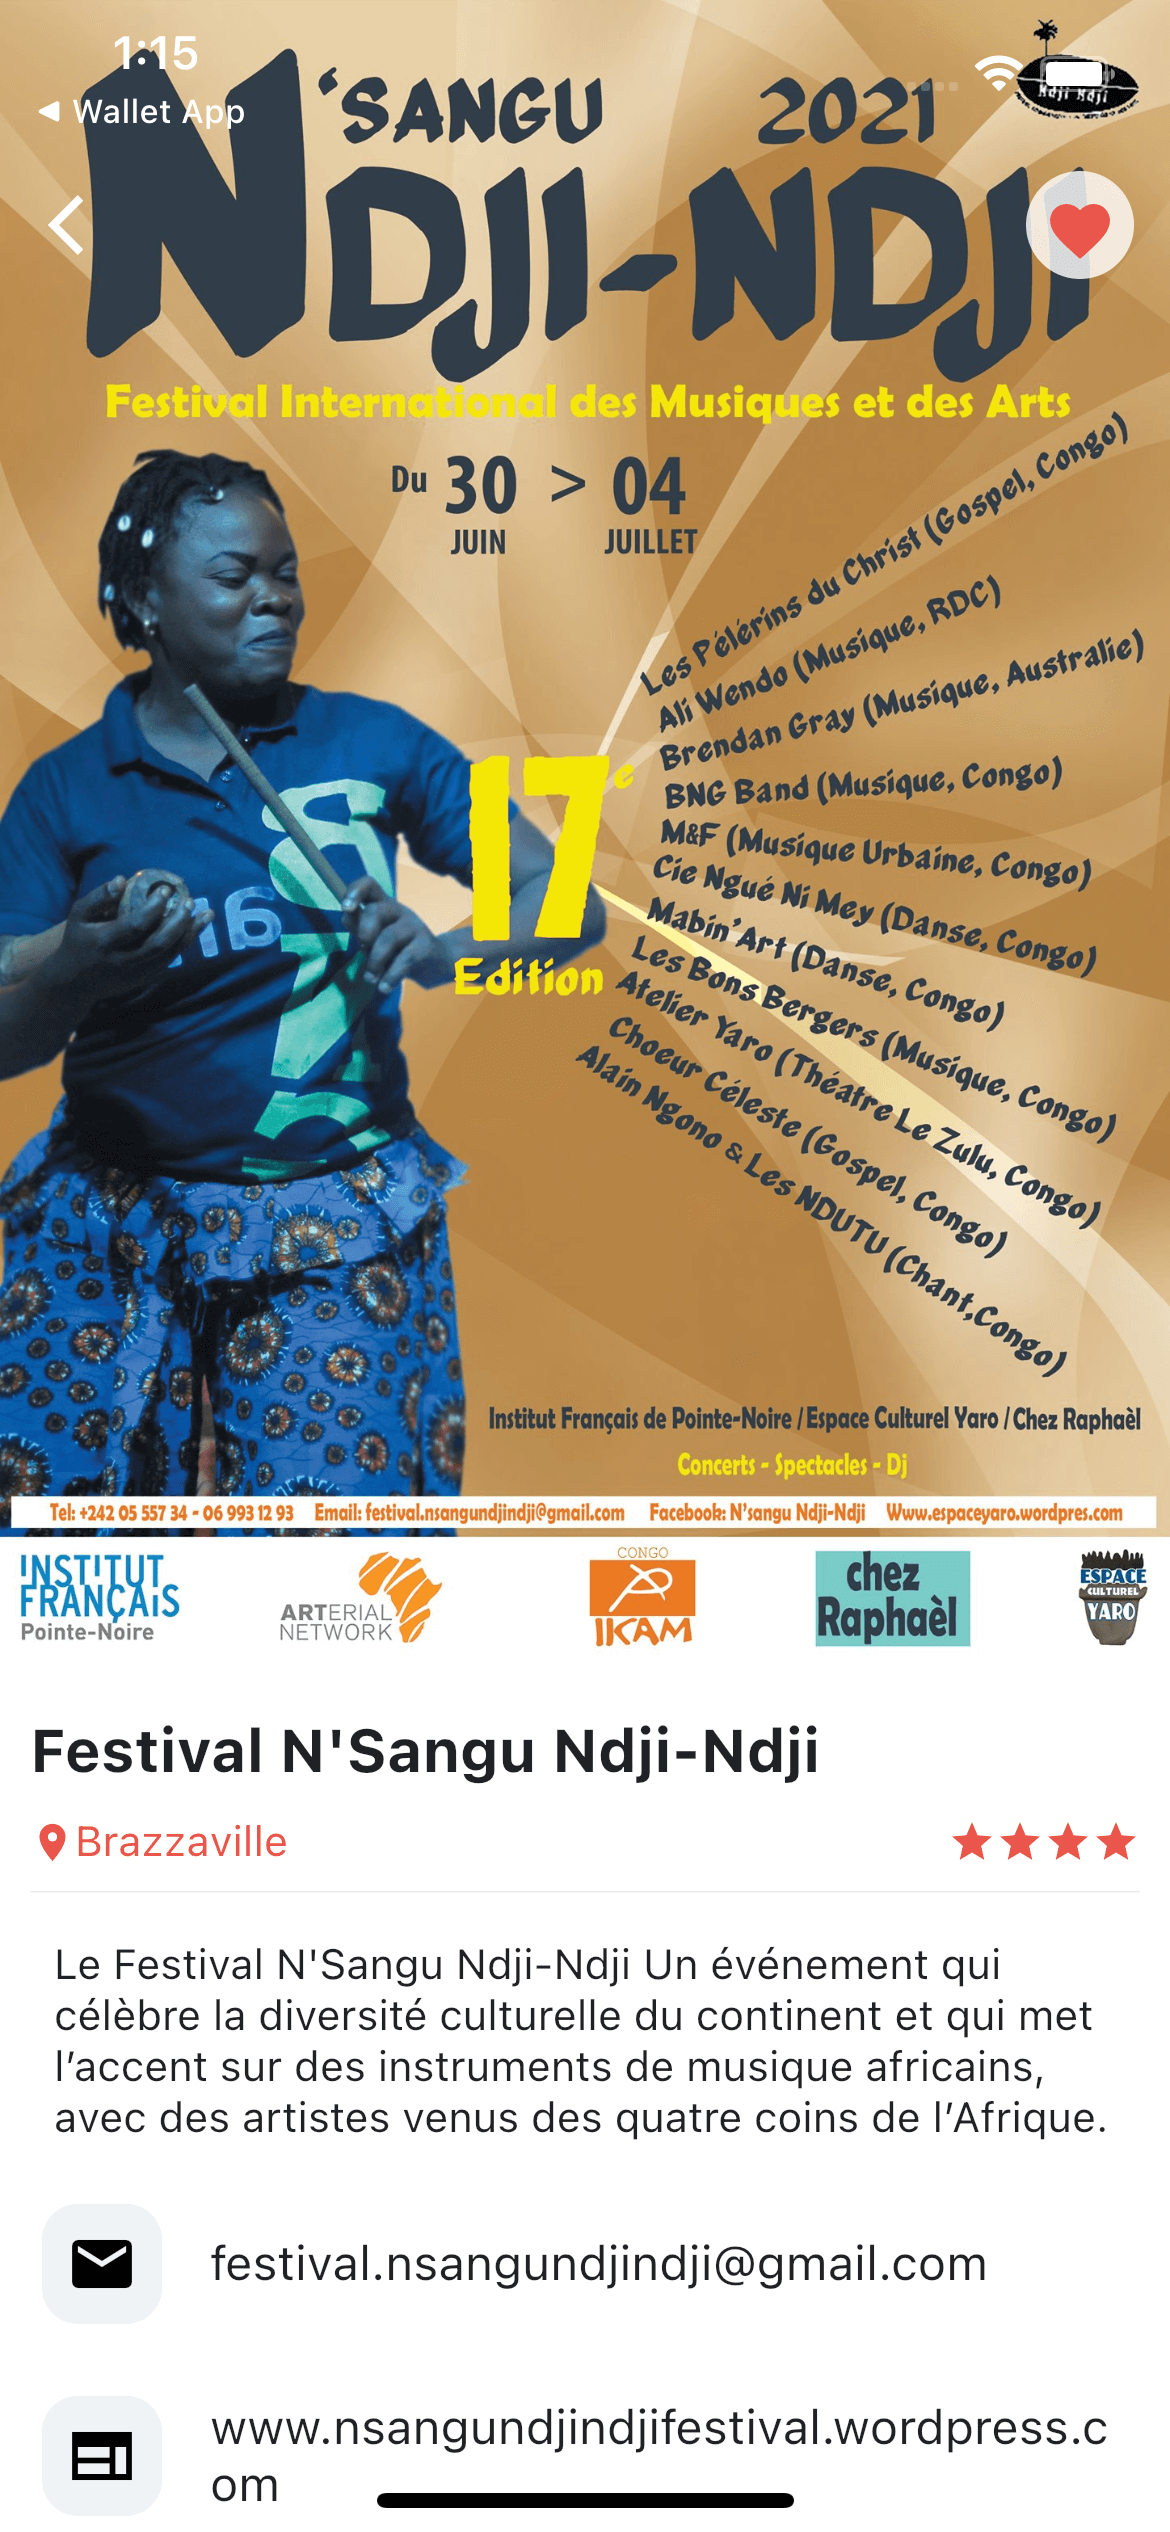 1:15
Wallet App
N'SANGU 2021
NDJI-NDJI
Ndji Ndji
Festival International des Musiques et des Arts
Du 30 > 04
JUIN JUILLET
Les Pélérins du Christ (Gospel, Congo)
Ali Wendo (Musique, RDC)
Brendan Gray (Musique, Australie)
BNG Band (Musique, Congo)
M&F (Musique Urbaine, Congo)
Cie Ngué Ni Mey (Danse, Congo)
Mabin'Art (Danse, Congo)
Les Bons Bergers (Musique, Congo)
Atelier Yaro (Théatre Le Zulu, Congo)
Choeur Céleste (Gospel, Congo)
Alain Ngono & Les NDUTU (Chant,Congo)
17e
Edition
Institut Français de Pointe-Noire / Espace Culturel Yaro / Chez Raphaèl
Concerts - Spectacles - Dj
Tel: +242 05 557 34 - 06 993 12 93 Email: festival.nsangundjindji@gmail.com Facebook: N'sangu Ndji-Ndji Www.espaceyaro.wordpres.com
INSTITUT
FRANÇAIS
Pointe-Noire
ARTERIAL
NETWORK
CONGO
IKAM
chez
Raphaèl
ESPACE
CULTUREL
YARO
Festival N'Sangu Ndji-Ndji
Brazzaville
Le Festival N'Sangu Ndji-Ndji Un événement qui
célèbre la diversité culturelle du continent et qui met
l'accent sur des instruments de musique africains,
avec des artistes venus des quatre coins de l'Afrique.
festival.nsangundjindji@gmail.com
www.nsangundjindjifestival.wordpress.c
om